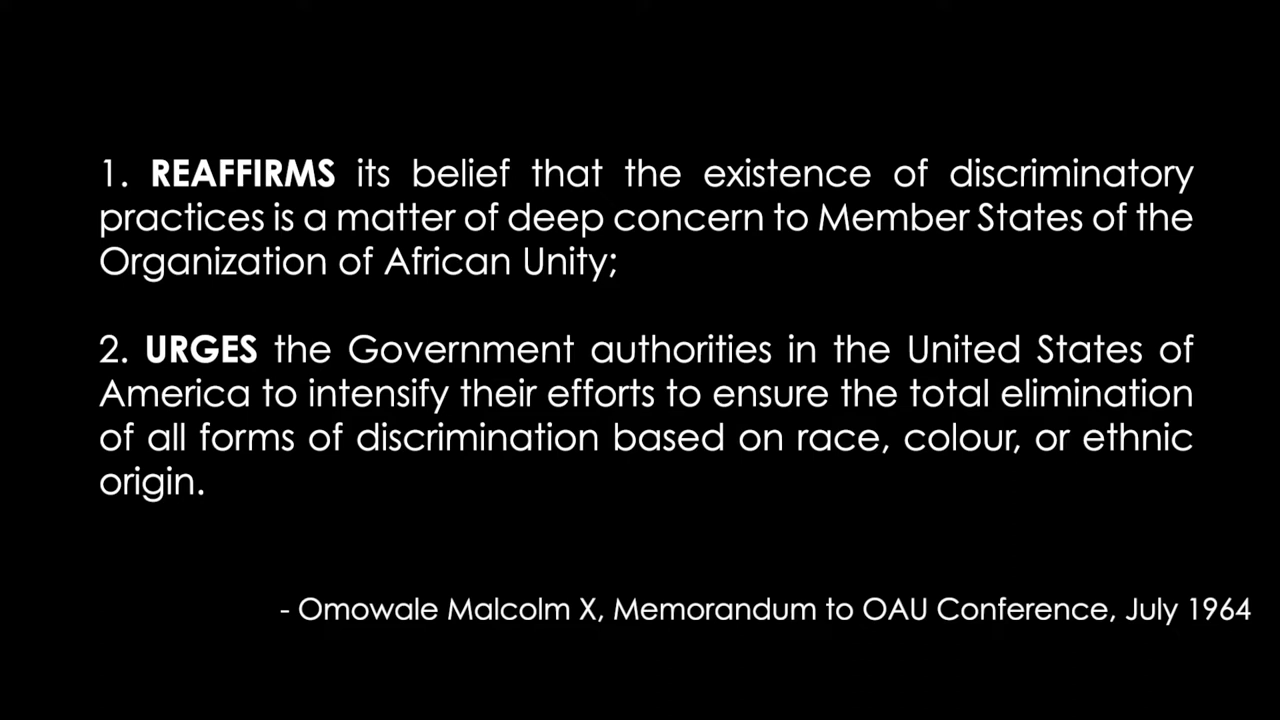 1. REAFFIRMS its belief that the existence of discriminatory
practices is a matter of deep concern to Member States of the
Organization of African Unity;
2. URGES the Government authorities in the United States of
America to intensify their efforts to ensure the total elimination
of all forms of discrimination based on race, colour, or ethnic
origin.
- Omowale Malcolm X, Memorandum to OAU Conference, July 1964